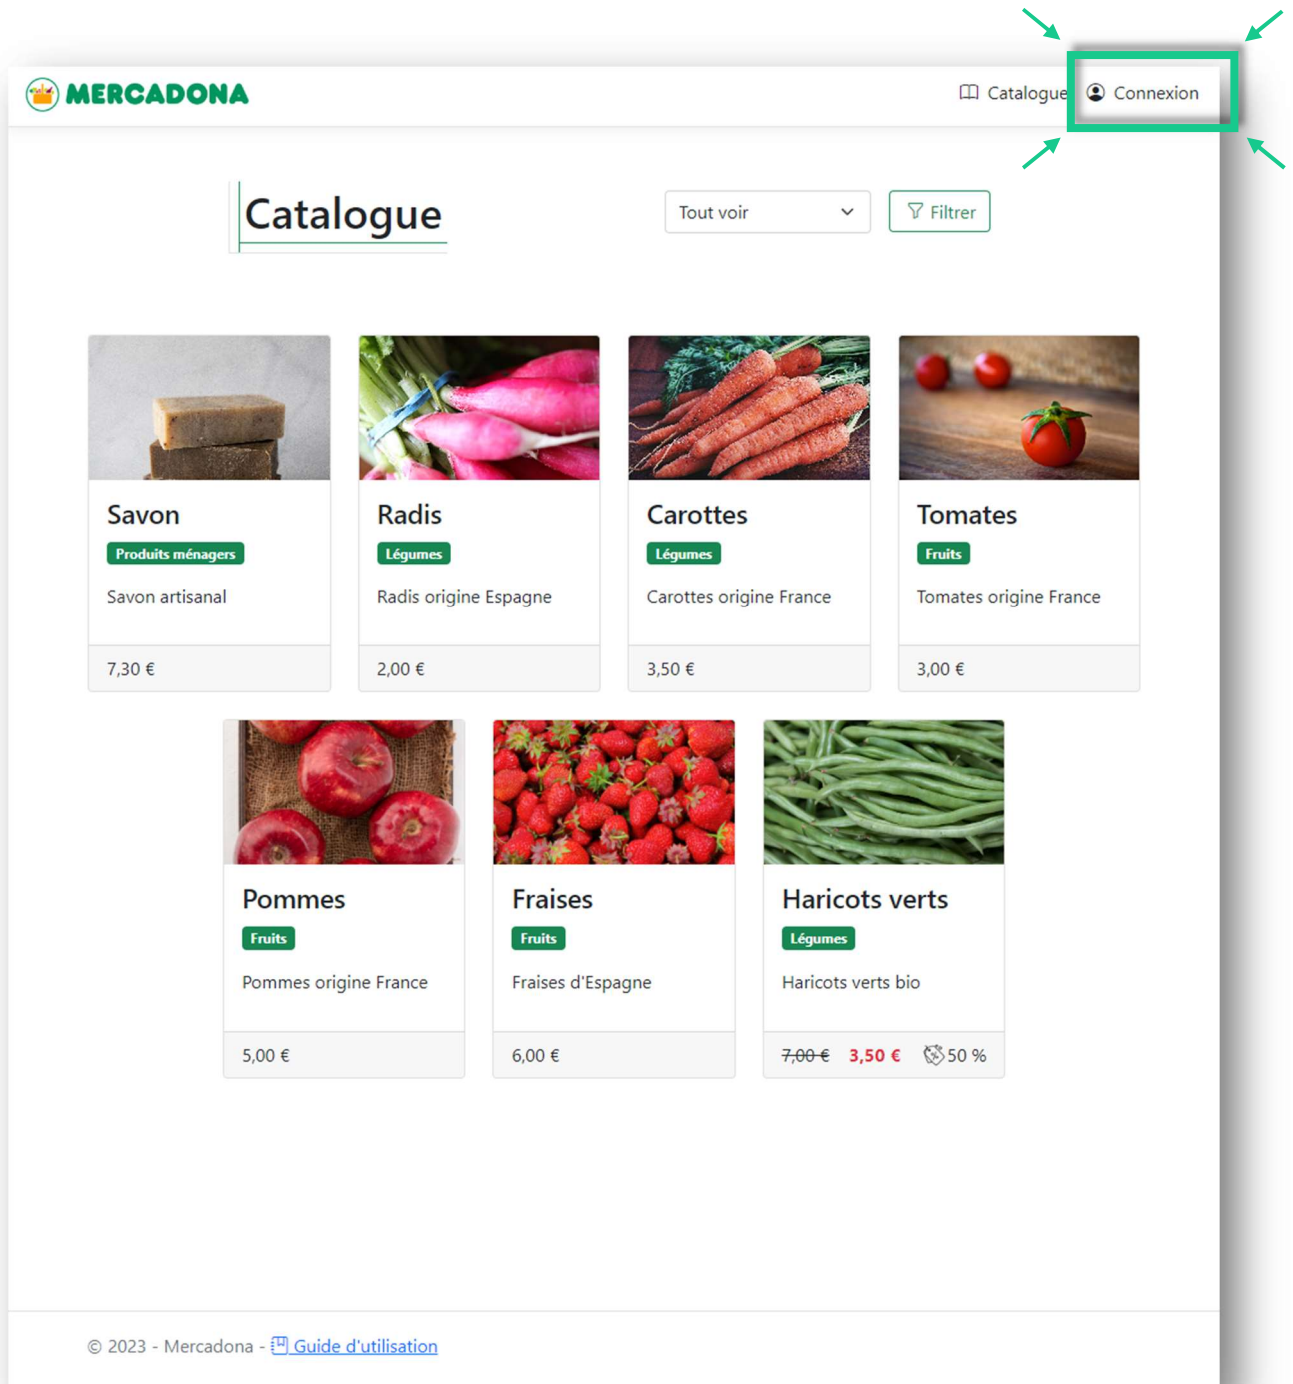 MERCADONA
Catalogue
Connexion
Catalogue
Tout voir
Filtrer
Savon
Produits ménagers
Savon artisanal
7,30 €
Radis
Légumes
Radis origine Espagne
2,00 €
Carottes
Légumes
Carottes origine France
3,50 €
Tomates
Fruits
Tomates origine France
3,00 €
Pommes
Fruits
Pommes origine France
5,00 €
Fraises
Fruits
Fraises d'Espagne
6,00 €
Haricots verts
Légumes
Haricots verts bio
7,00 € 3,50 € 50 %
© 2023 - Mercadona - Guide d'utilisation